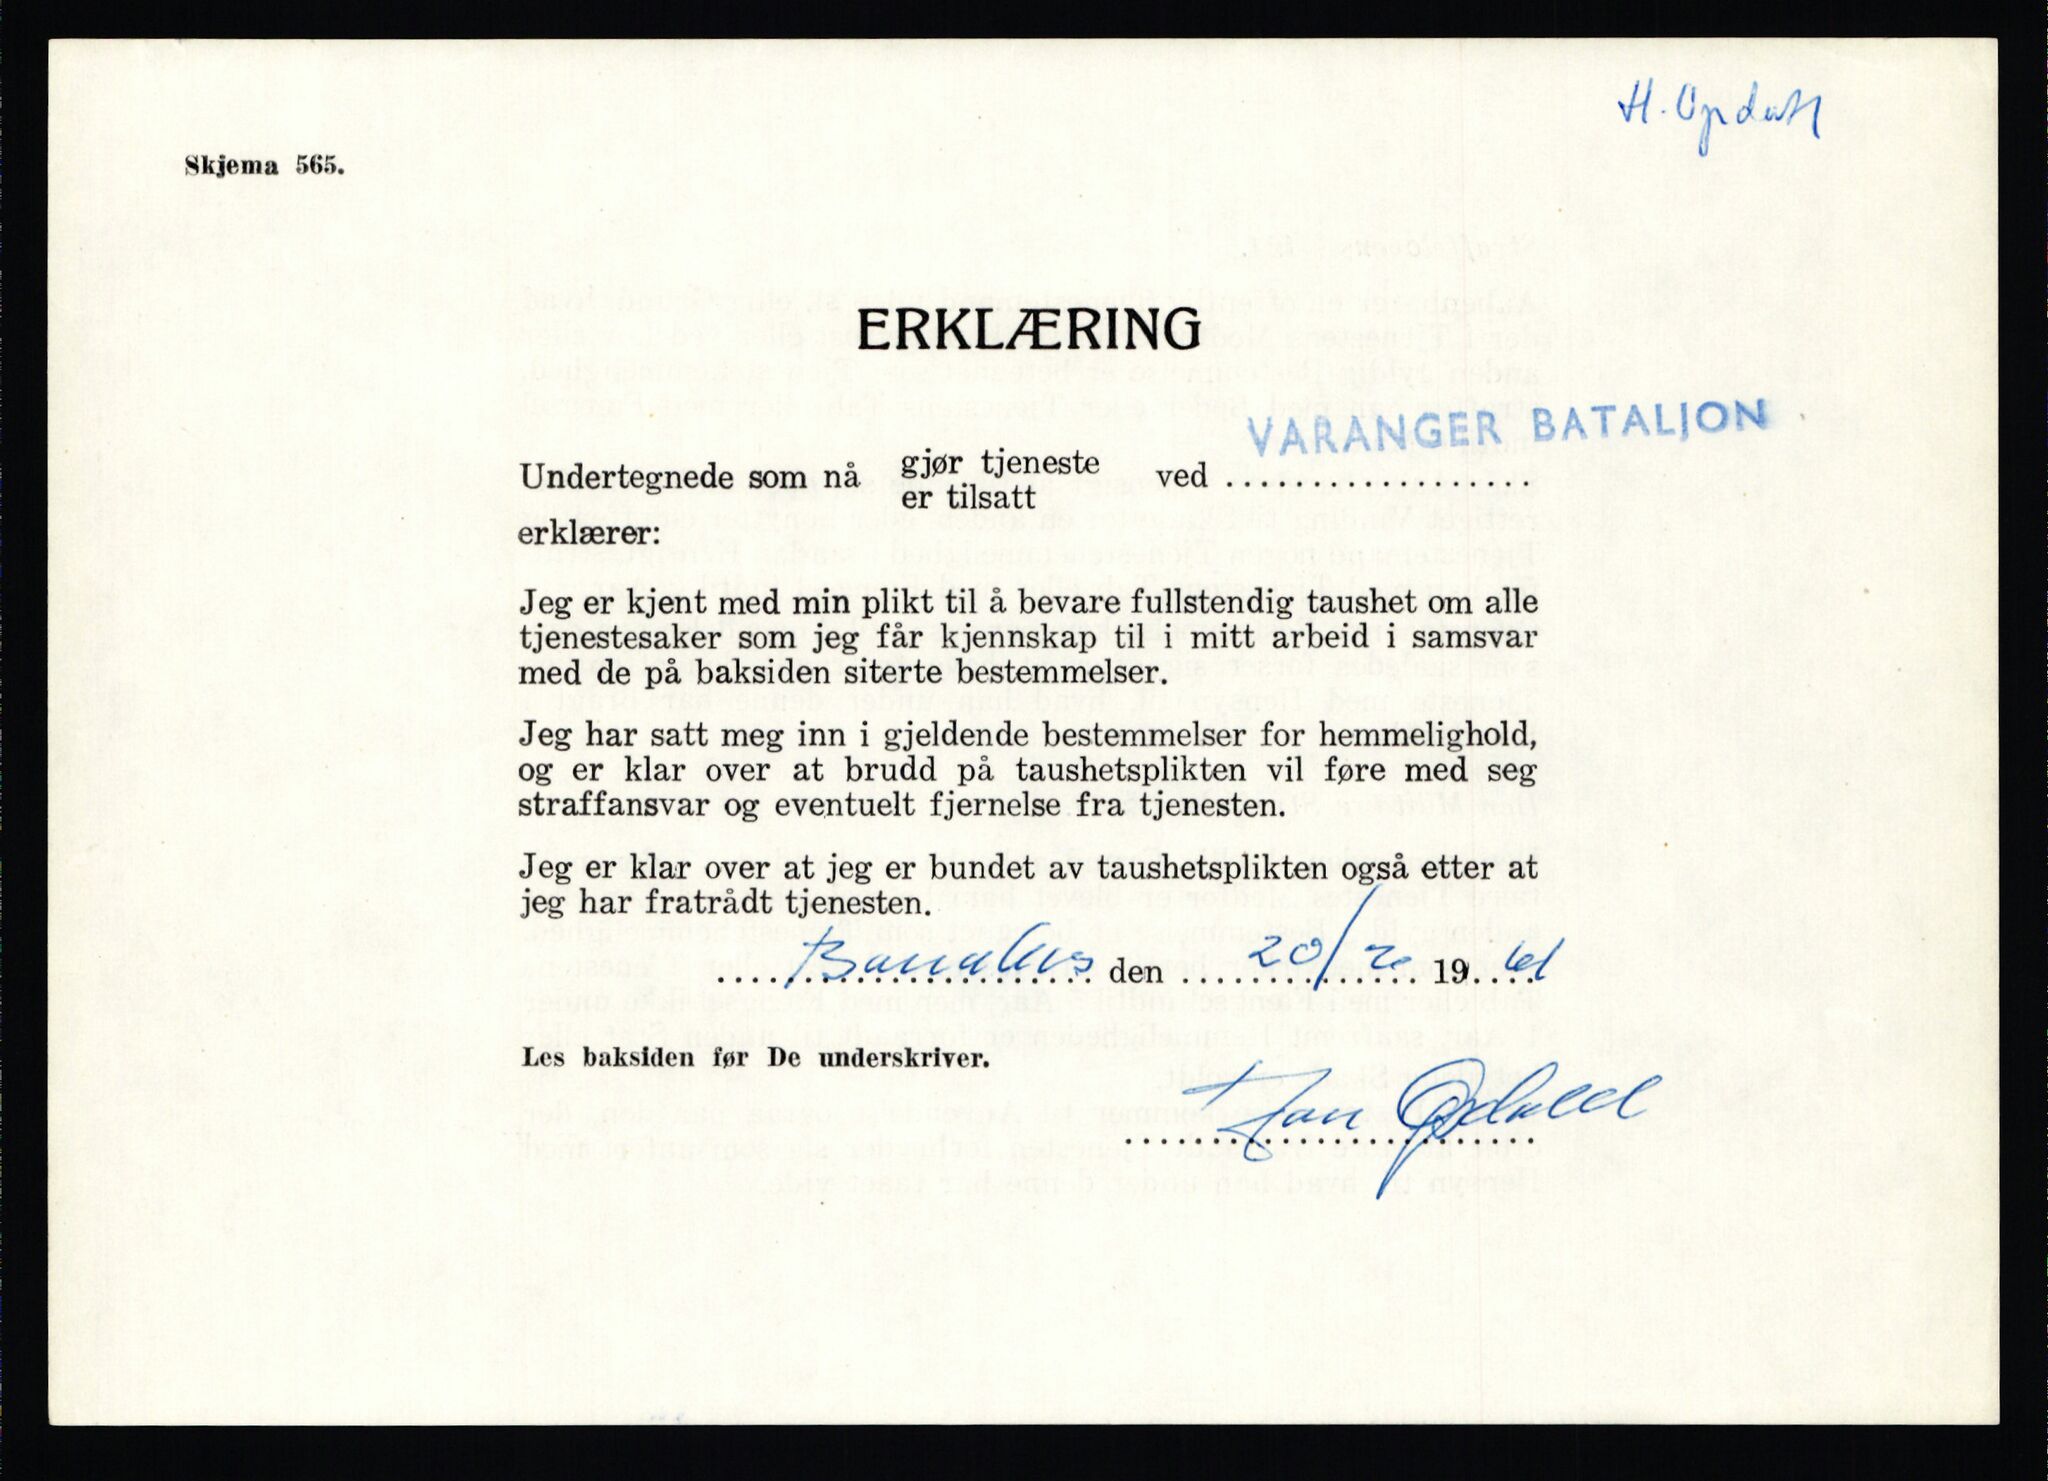 H. Opdahl
Skjema 565.
ERKLÆRING
VARANGER BATALJON
Undertegnede som nå gjør tjeneste ved ..................
er tilsatt
erklærer:
Jeg er kjent med min plikt til å bevare fullstendig taushet om alle
tjenestesaker som jeg får kjennskap til i mitt arbeid i samsvar
med de på baksiden siterte bestemmelser.
Jeg har satt meg inn i gjeldende bestemmelser for hemmelighold,
og er klar over at brudd på taushetsplikten vil føre med seg
straffansvar og eventuelt fjernelse fra tjenesten.
Jeg er klar over at jeg er bundet av taushetsplikten også etter at
jeg har fratrådt tjenesten.
den 20/2 19 61
Les baksiden før De underskriver.
Opdahl